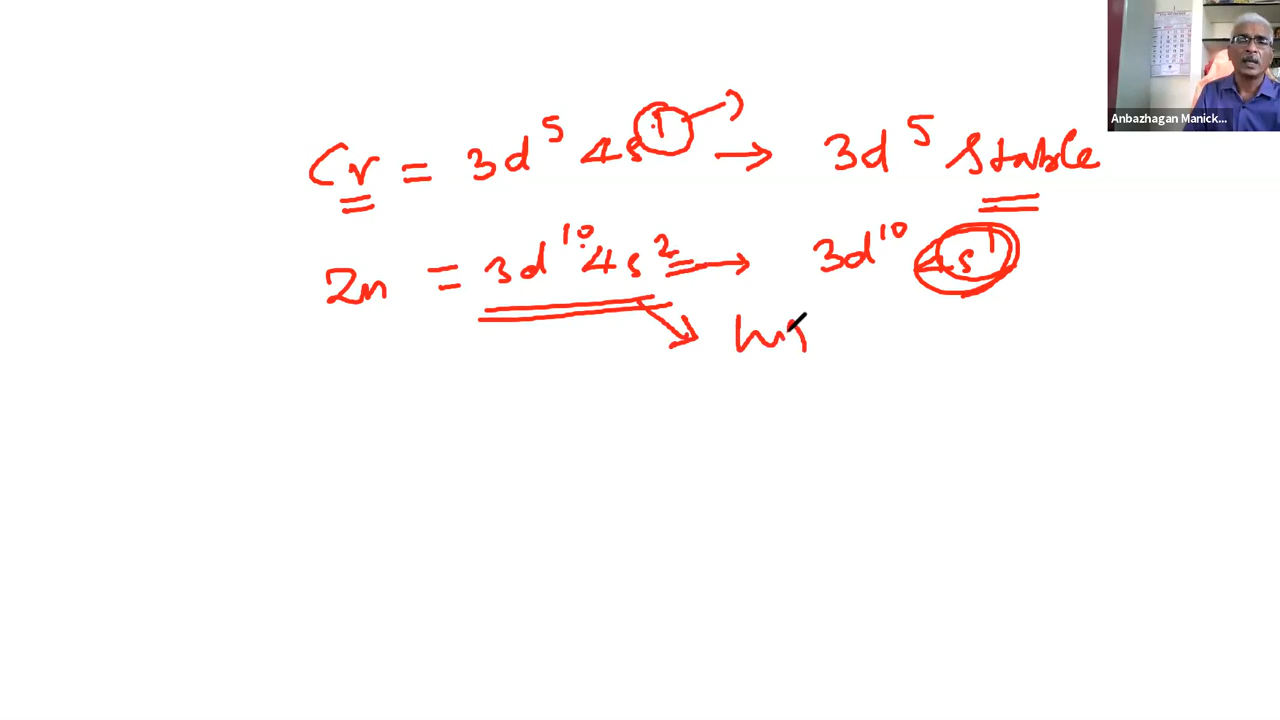 Anbazhagan Manick...
Cr = 3d⁵ 4s¹ → 3d⁵ Stable
Zn = 3d¹⁰ 4s² → 3d¹⁰ 4s¹